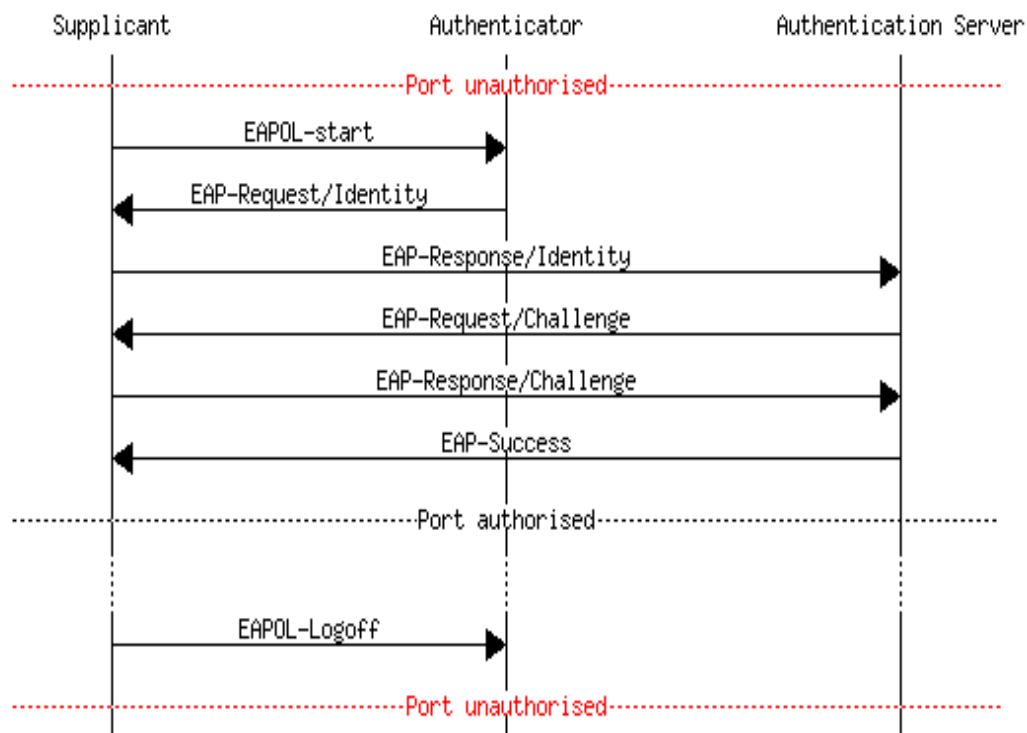 Supplicant Authenticator Authentication Server
Port unauthorised
EAPOL-start
EAP-Request/Identity
EAP-Response/Identity
EAP-Request/Challenge
EAP-Response/Challenge
EAP-Success
Port authorised
EAPOL-Logoff
Port unauthorised